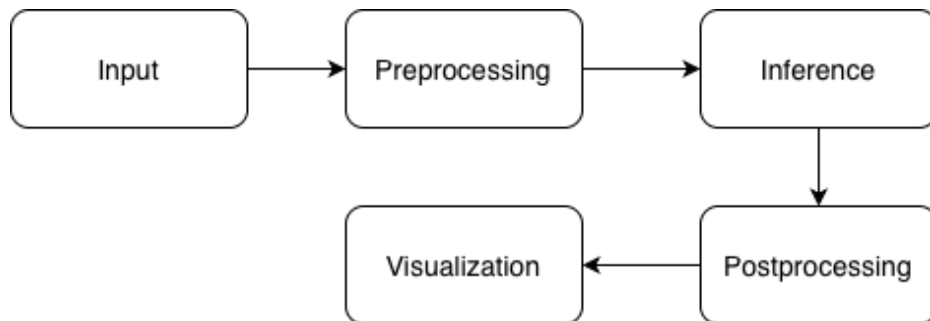 Input
Preprocessing
Inference
Visualization
Postprocessing